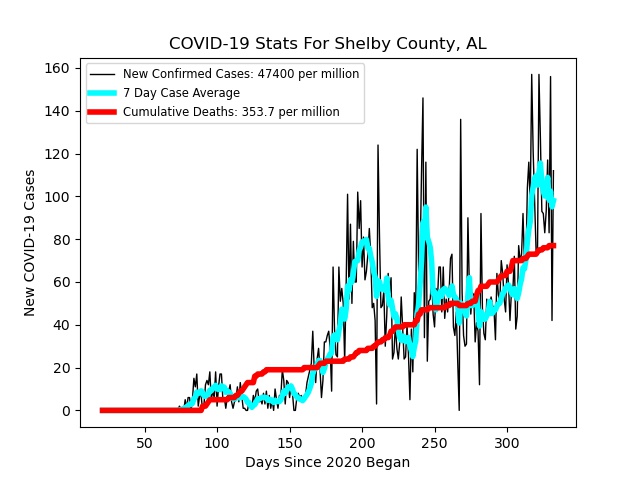 COVID-19 Stats For Shelby County, AL
New Confirmed Cases: 47400 per million
7 Day Case Average
Cumulative Deaths: 353.7 per million
New COVID-19 Cases
160
140
120
100
80
60
40
20
0
50 100 150 200 250 300
Days Since 2020 Began